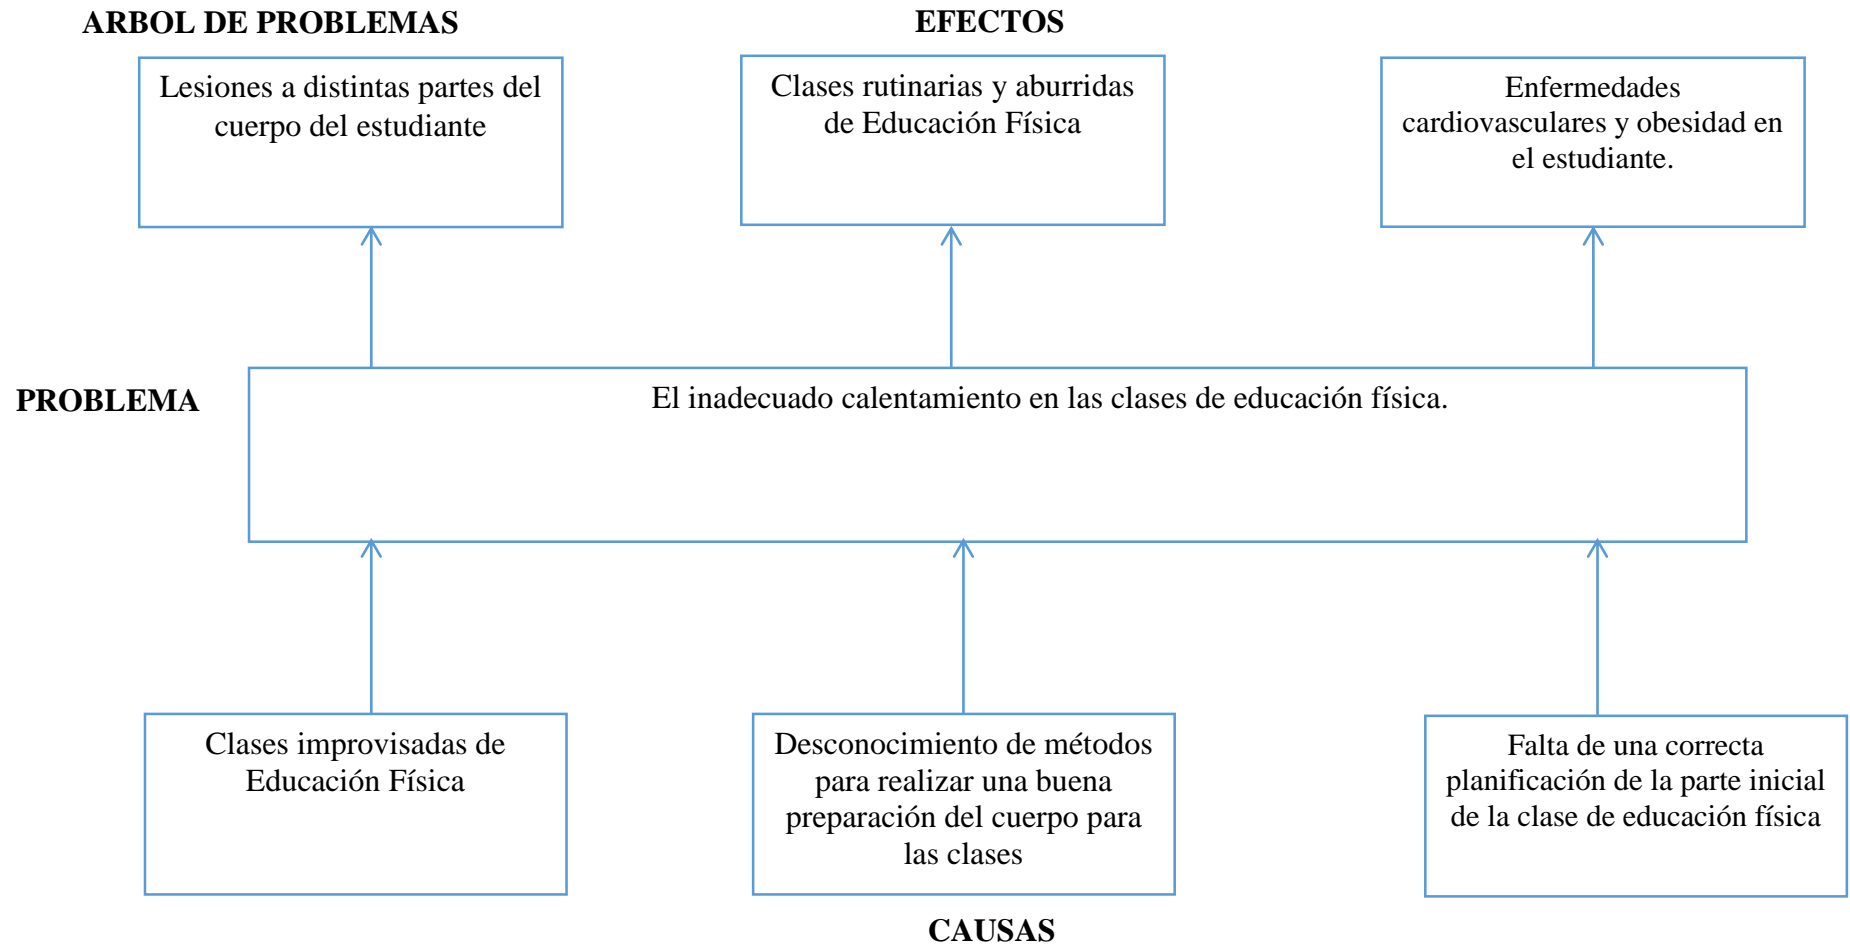 ARBOL DE PROBLEMAS
EFECTOS
Lesiones a distintas partes del
cuerpo del estudiante
Clases rutinarias y aburridas
de Educación Física
Enfermedades
cardiovasculares y obesidad en
el estudiante.
PROBLEMA
El inadecuado calentamiento en las clases de educación física.
Clases improvisadas de
Educación Física
Desconocimiento de métodos
para realizar una buena
preparación del cuerpo para
las clases
Falta de una correcta
planificación de la parte inicial
de la clase de educación física
CAUSAS